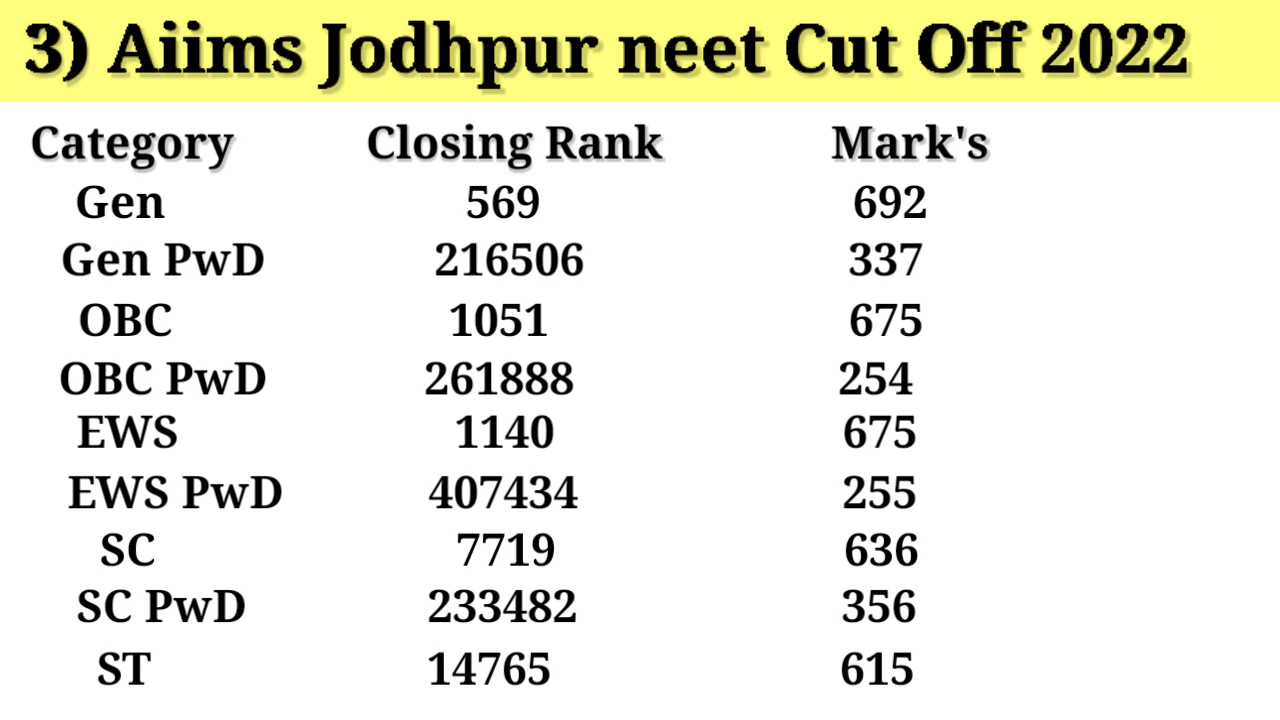 3) Aiims Jodhpur neet Cut Off 2022
Category Closing Rank Mark's
Gen 569 692
Gen PwD 216506 337
OBC 1051 675
OBC PwD 261888 254
EWS 1140 675
EWS PwD 407434 255
SC 7719 636
SC PwD 233482 356
ST 14765 615